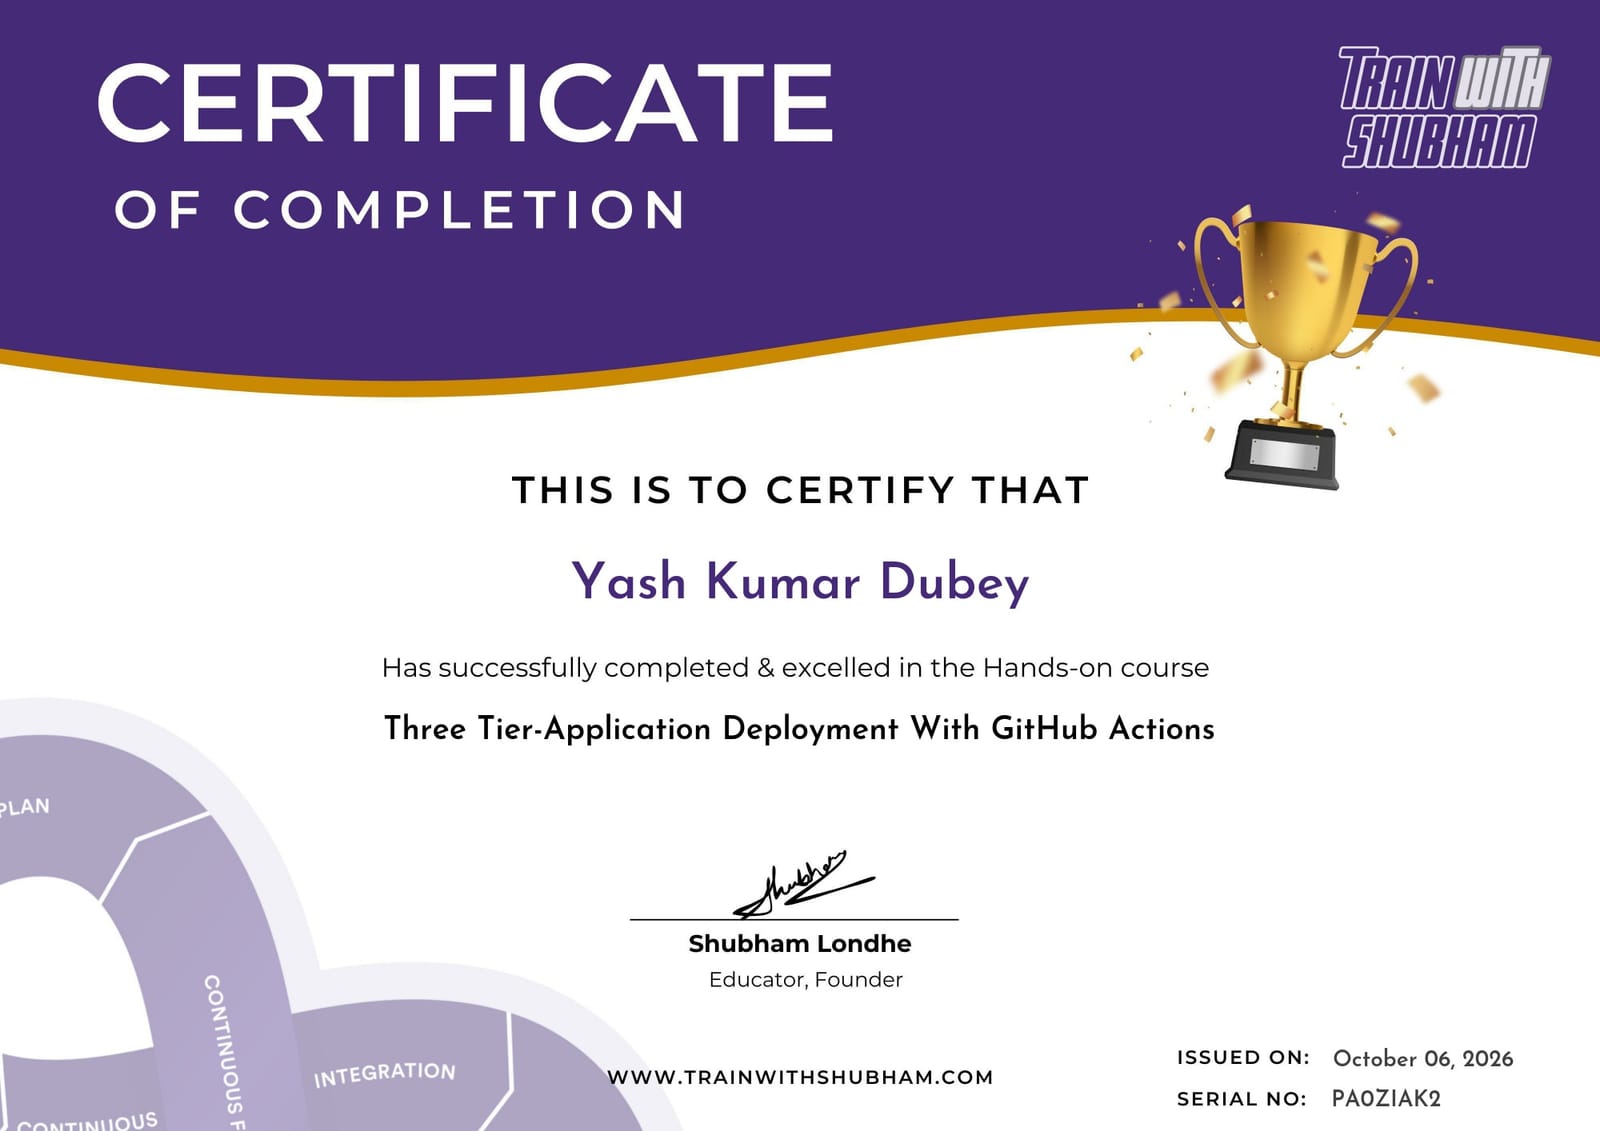 CERTIFICATE
OF COMPLETION
TRAIN WITH
SHUBHAM
THIS IS TO CERTIFY THAT
Yash Kumar Dubey
Has successfully completed & excelled in the Hands-on course
Three Tier-Application Deployment With GitHub Actions
PLAN
CONTINUOUS F
INTEGRATION
CONTINUOUS
Shubham
Shubham Londhe
Educator, Founder
WWW.TRAINWITHSHUBHAM.COM
ISSUED ON: October 06, 2026
SERIAL NO: PA0ZIAK2